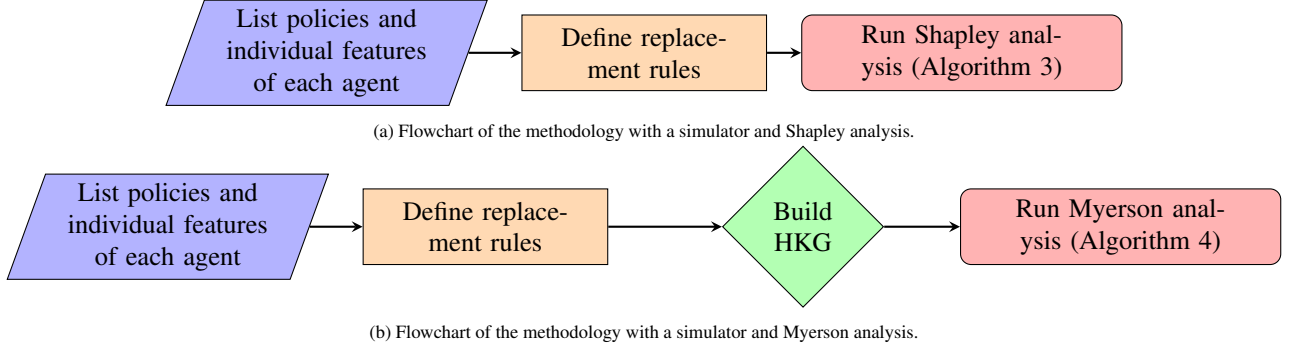 List policies and
individual features
of each agent
Define replace-
ment rules
Run Shapley anal-
ysis (Algorithm 3)
(a) Flowchart of the methodology with a simulator and Shapley analysis.
List policies and
individual features
of each agent
Define replace-
ment rules
Build
HKG
Run Myerson anal-
ysis (Algorithm 4)
(b) Flowchart of the methodology with a simulator and Myerson analysis.